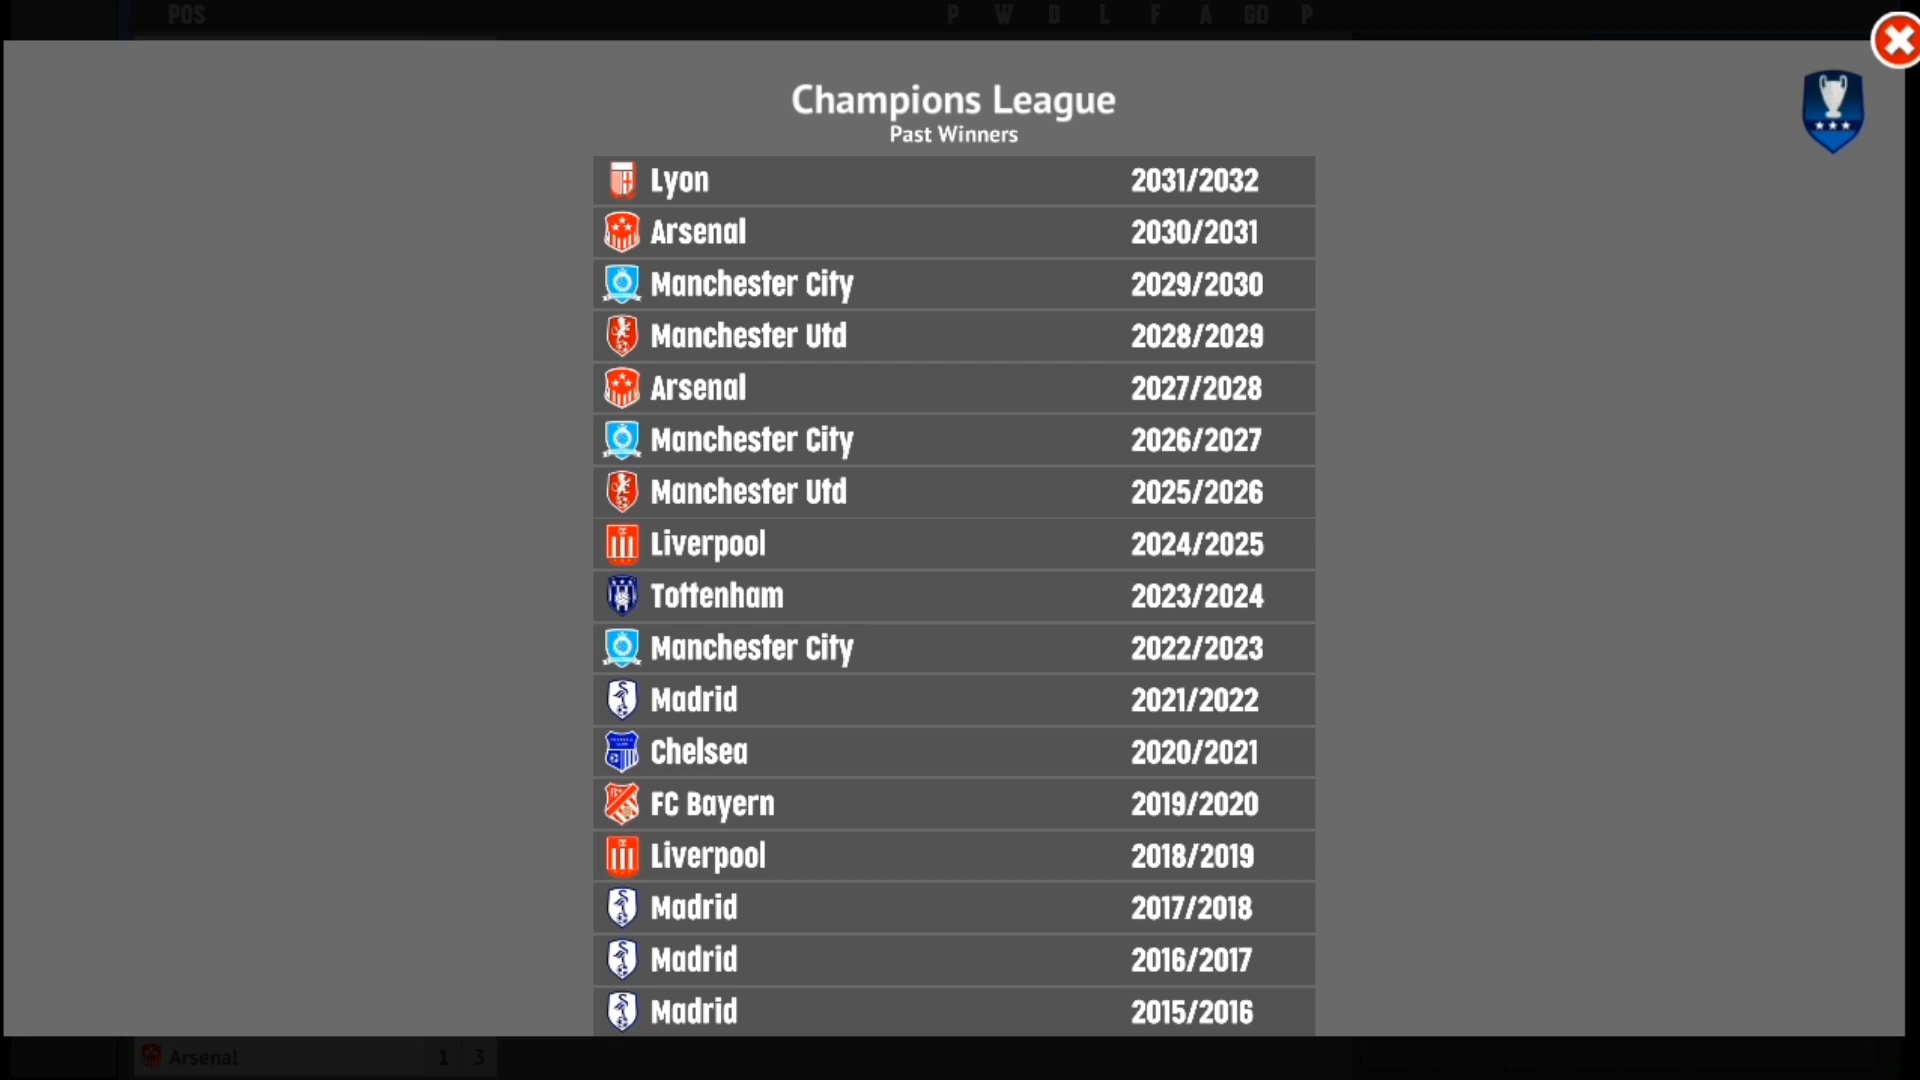 POS P W D L F A GD P
Champions League
Past Winners
Lyon 2031/2032
Arsenal 2030/2031
Manchester City 2029/2030
Manchester Utd 2028/2029
Arsenal 2027/2028
Manchester City 2026/2027
Manchester Utd 2025/2026
Liverpool 2024/2025
Tottenham 2023/2024
Manchester City 2022/2023
Madrid 2021/2022
Chelsea 2020/2021
FC Bayern 2019/2020
Liverpool 2018/2019
Madrid 2017/2018
Madrid 2016/2017
Madrid 2015/2016
Arsenal 1 3